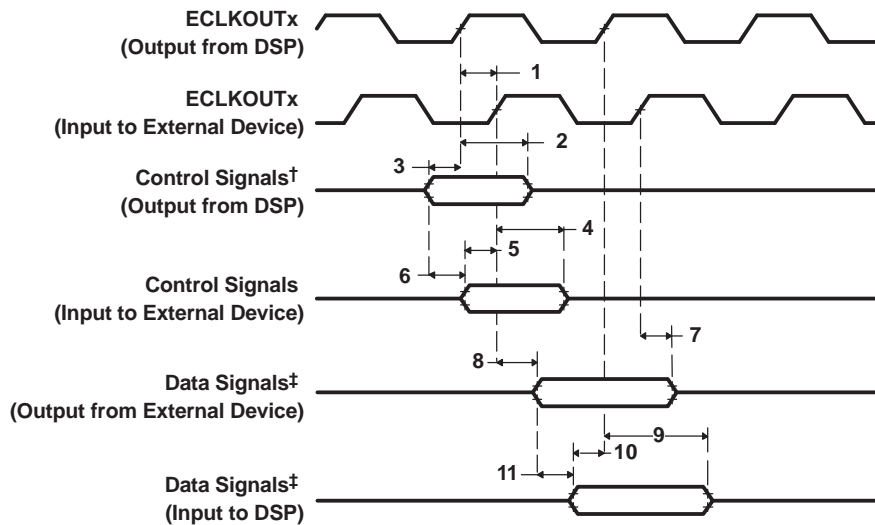 ECLKOUTx
(Output from DSP)
1
ECLKOUTx
(Input to External Device)
2
3
Control Signals†
(Output from DSP)
4
5
6
Control Signals
(Input to External Device)
7
8
Data Signals‡
(Output from External Device)
9
10
11
Data Signals‡
(Input to DSP)